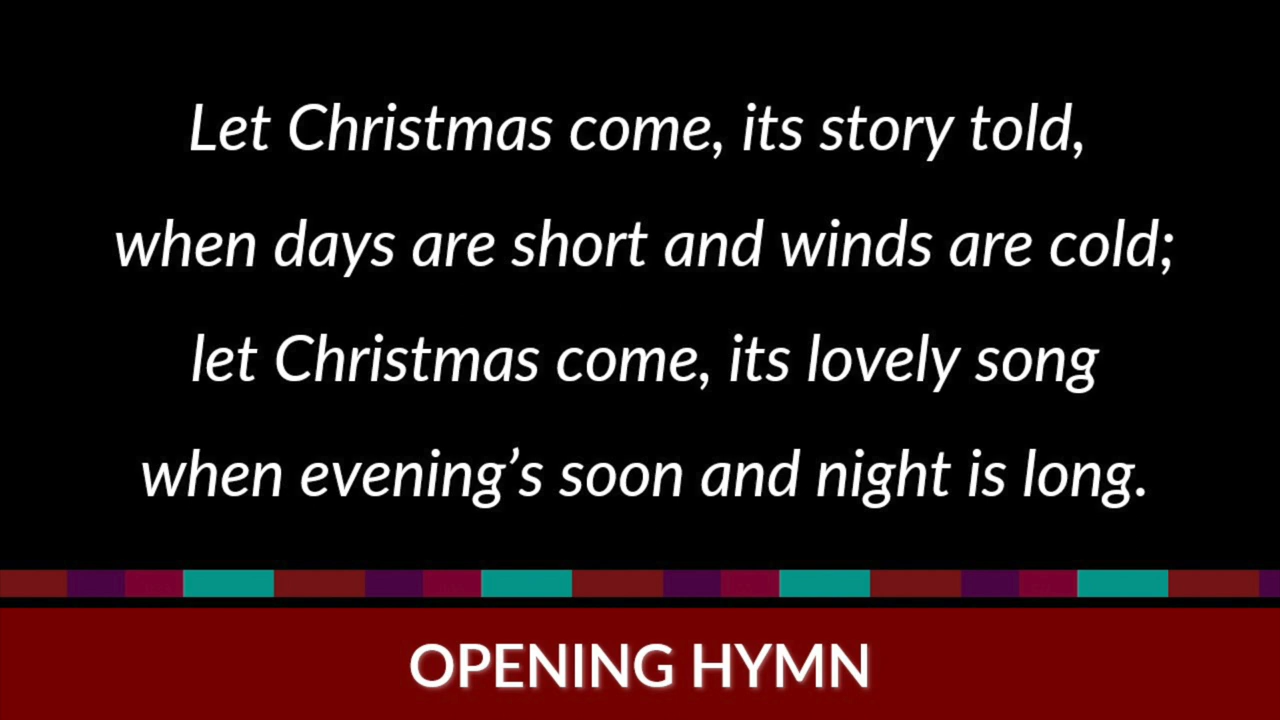 Let Christmas come, its story told,
when days are short and winds are cold;
let Christmas come, its lovely song
when evening’s soon and night is long.
OPENING HYMN